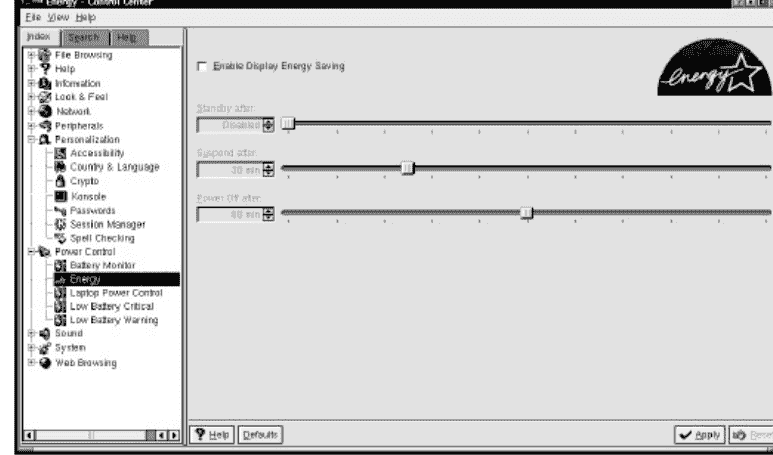 Energy - Control Center
File View Help
Index Search Help
File Browsing
Help
Information
Look & Feel
Network
Peripherals
Personalization
Accessibility
Country & Language
Crypto
Konsole
Passwords
Session Manager
Spell Checking
Power Control
Battery Monitor
Energy
Laptop Power Control
Low Battery Critical
Low Battery Warning
Sound
System
Web Browsing
Enable Display Energy Saving
energy
Standby after:
Disabled
Suspend after:
30 min
Power Off after:
60 min
Help Defaults
Apply Reset